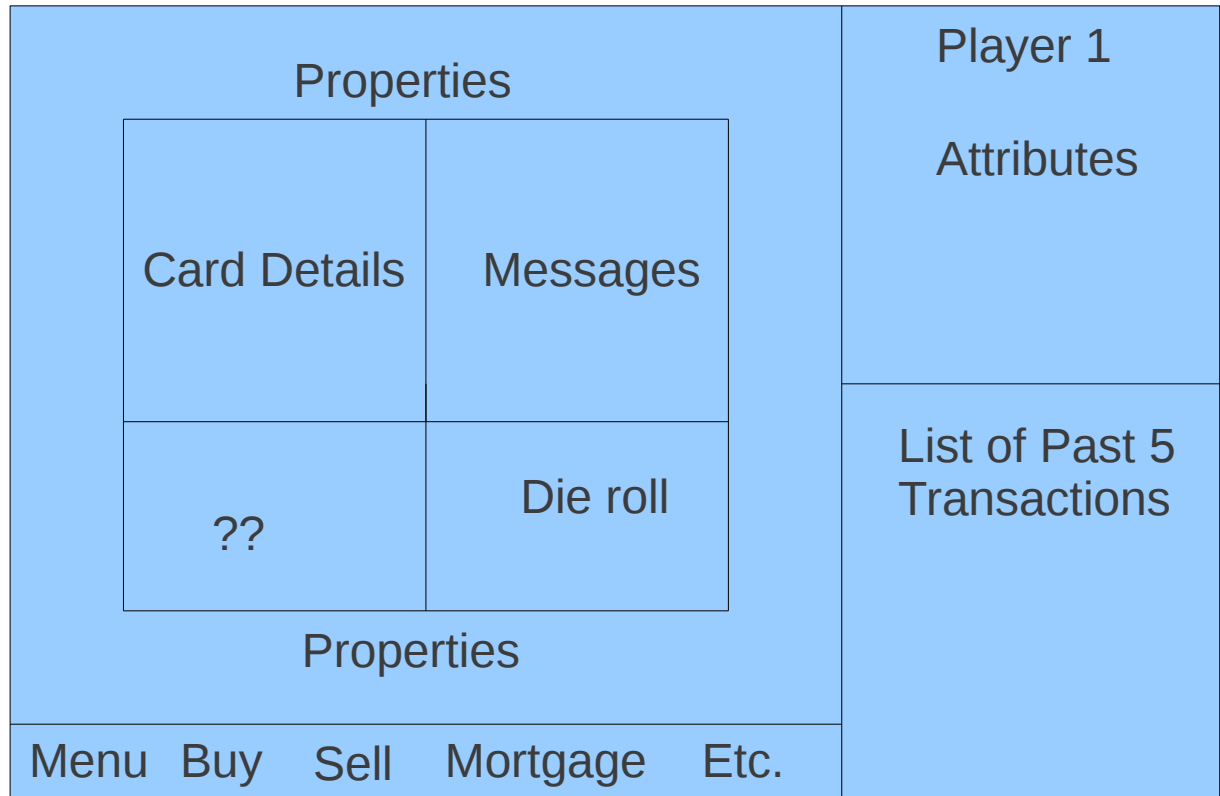 Properties
Card Details
Messages
??
Die roll
Properties
Menu Buy Sell Mortgage Etc.
Player 1
Attributes
List of Past 5
Transactions